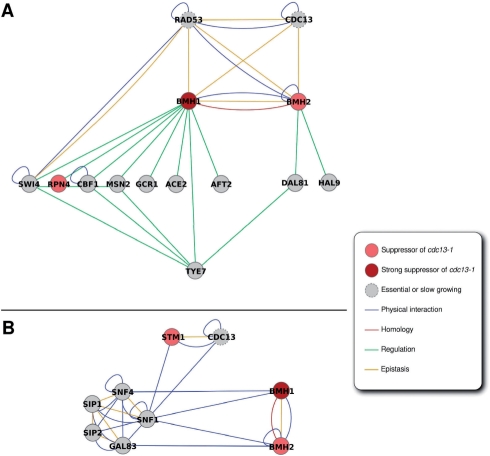 A
RAD53 CDC13
BMH1 BMH2
SWI4 RPN4 CBF1 MSN2 GCR1 ACE2 AFT2 DAL81 HAL9
TYE7
Suppressor of cdc13-1
Strong suppressor of cdc13-1
Essential or slow growing
Physical interaction
Homology
Regulation
Epistasis
B
STM1 CDC13
SNF4 BMH1
SIP1
SNF1
SIP2
GAL83 BMH2